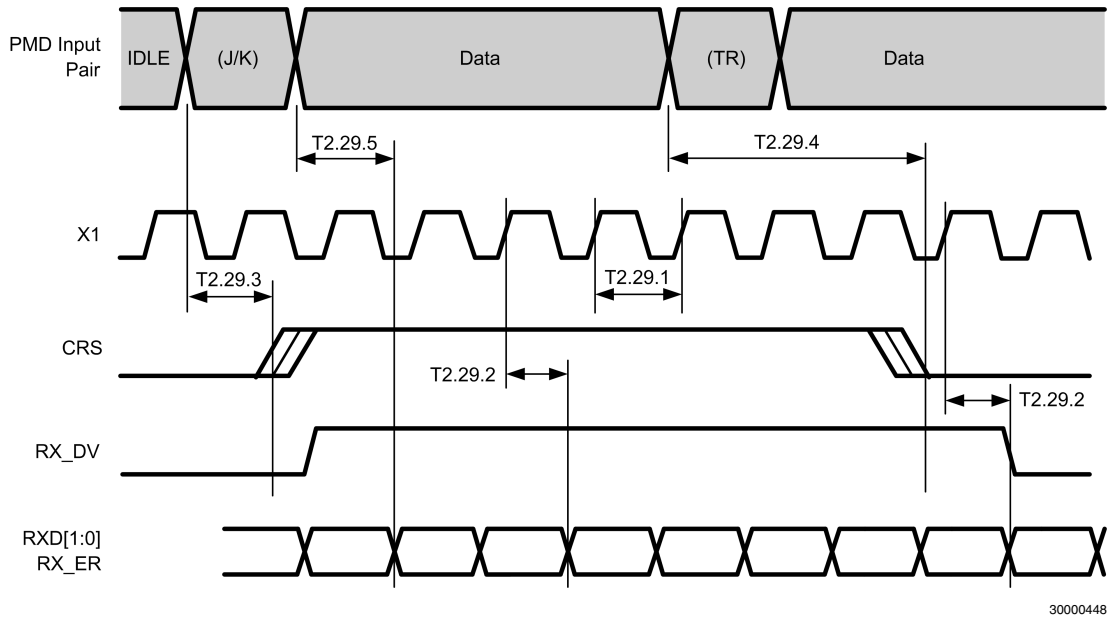 PMD Input
Pair
IDLE
(J/K)
Data
(TR)
Data
T2.29.5
T2.29.4
X1
T2.29.3
T2.29.1
CRS
T2.29.2
T2.29.2
RX_DV
RXD[1:0]
RX_ER
30000448